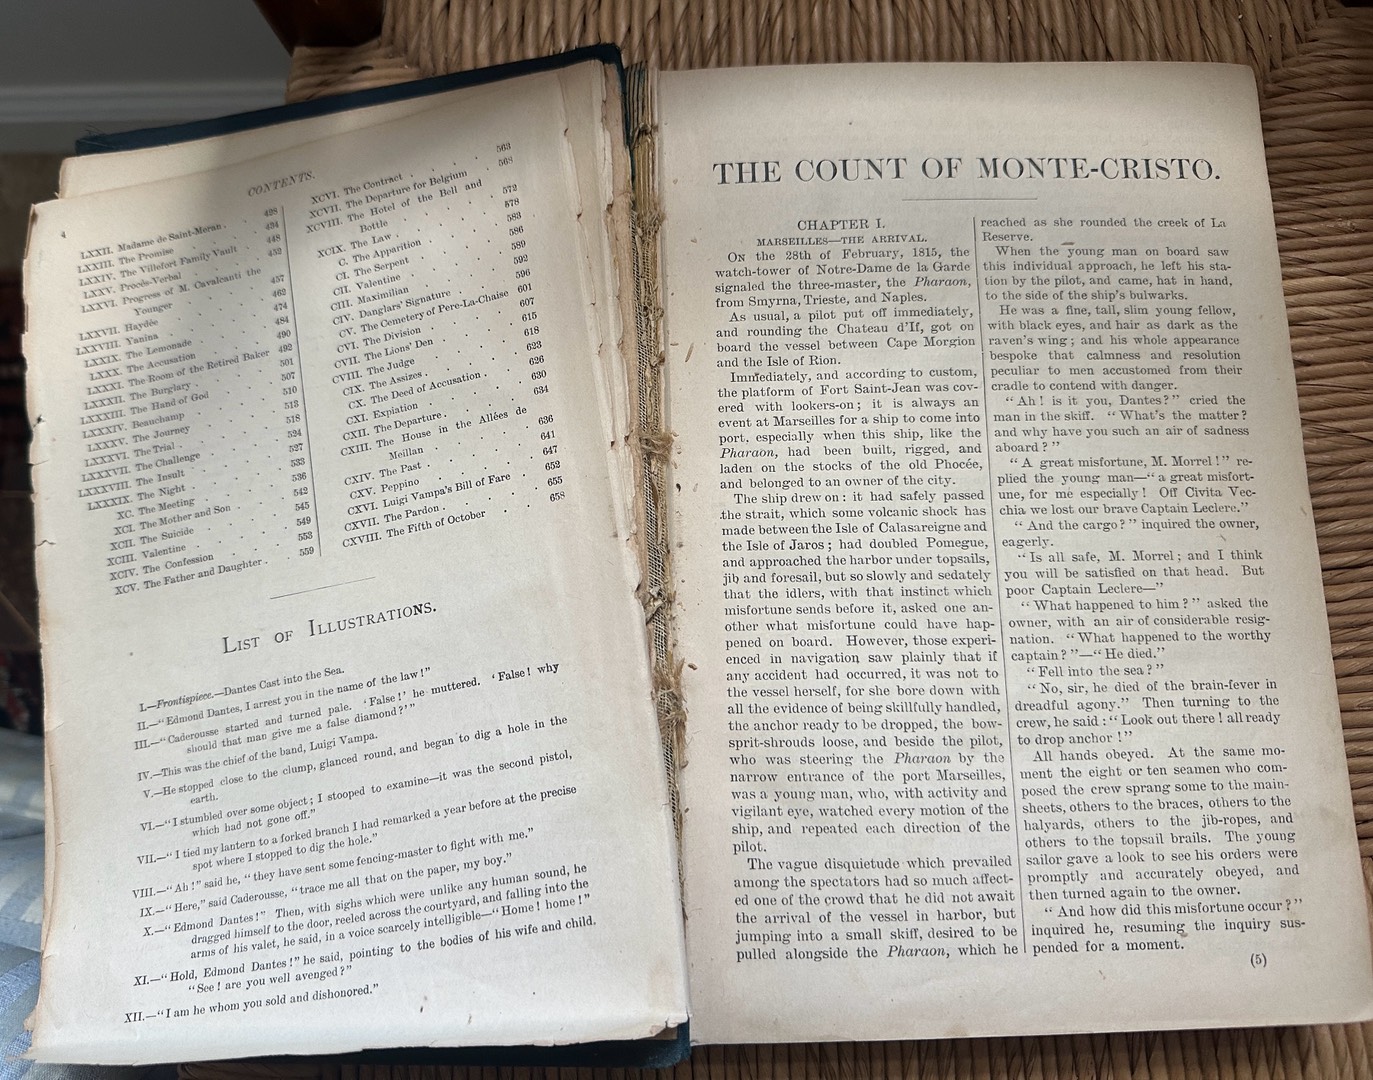 CONTENTS.
LXXII. Madame de Saint-Meran . 428
LXXIII. The Promise . . . 434
LXXIV. The Villefort Family Vault . 448
LXXV. Procès-Verbal . . . 452
LXXVI. Progress of M. Cavalcanti the
Younger . . . 457
LXXVII. Haydée . . . 462
LXXVIII. Yanina . . . 474
LXXIX. The Lemonade . . . 484
LXXX. The Accusation . . . 490
LXXXI. The Room of the Retired Baker 492
LXXXII. The Burglary . . . 501
LXXXIII. The Hand of God . . . 507
LXXXIV. Beauchamp . . . 510
LXXXV. The Journey . . . 513
LXXXVI. The Trial . . . 518
LXXXVII. The Challenge . . . 524
LXXXVIII. The Insult . . . 527
LXXXIX. The Night . . . 533
XC. The Meeting . . . 536
XCI. The Mother and Son . . . 542
XCII. The Suicide . . . 545
XCIII. Valentine . . . 549
XCIV. The Confession . . . 553
XCV. The Father and Daughter . . 559
XCVI. The Contract . . . 563
XCVII. The Departure for Belgium . 568
XCVIII. The Hotel of the Bell and
Bottle . . . 572
XCIX. The Law . . . 578
C. The Apparition . . . 583
CI. The Serpent . . . 586
CII. Valentine . . . 589
CIII. Maximilian . . . 592
CIV. Danglars' Signature . . . 596
CV. The Cemetery of Pere-La-Chaise 601
CVI. The Division . . . 607
CVII. The Lions' Den . . . 615
CVIII. The Judge . . . 618
CIX. The Assizes . . . 623
CX. The Deed of Accusation . . 626
CXI. Expiation . . . 630
CXII. The Departure . . . 634
CXIII. The House in the Allées de
Meillan . . . 636
CXIV. The Past . . . 641
CXV. Peppino . . . 647
CXVI. Luigi Vampa's Bill of Fare . 652
CXVII. The Pardon . . . 655
CXVIII. The Fifth of October . . 658
LIST OF ILLUSTRATIONS.
I.—Frontispiece.—Dantes Cast into the Sea.
II.—“Edmond Dantes, I arrest you in the name of the law!”
III.—“Caderousse started and turned pale. ‘False!’ he muttered. ‘False! why
should that man give me a false diamond?’”
IV.—This was the chief of the band, Luigi Vampa.
V.—He stopped close to the clump, glanced round, and began to dig a hole in the
earth.
VI.—“I stumbled over some object; I stooped to examine—it was the second pistol,
which had not gone off.”
VII.—“I tied my lantern to a forked branch I had remarked a year before at the precise
spot where I stopped to dig the hole.”
VIII.—“Ah!” said he, “they have sent some fencing-master to fight with me.”
IX.—“Here,” said Caderousse, “trace me all that on the paper, my boy.”
X.—“Edmond Dantes!” Then, with sighs which were unlike any human sound, he
dragged himself to the door, reeled across the courtyard, and falling into the
arms of his valet, he said, in a voice scarcely intelligible—“Home! home!”
XI.—“Hold, Edmond Dantes!” he said, pointing to the bodies of his wife and child.
“See! are you well avenged?”
XII.—“I am he whom you sold and dishonored.”
THE COUNT OF MONTE-CRISTO.
CHAPTER I.
MARSEILLES—THE ARRIVAL.
ON the 28th of February, 1815, the
watch-tower of Notre-Dame de la Garde
signaled the three-master, the Pharaon,
from Smyrna, Trieste, and Naples.
As usual, a pilot put off immediately,
and rounding the Chateau d'If, got on
board the vessel between Cape Morgion
and the Isle of Rion.
Immediately, and according to custom,
the platform of Fort Saint-Jean was cov-
ered with lookers-on; it is always an
event at Marseilles for a ship to come into
port, especially when this ship, like the
Pharaon, had been built, rigged, and
laden on the stocks of the old Phocée,
and belonged to an owner of the city.
The ship drew on: it had safely passed
the strait, which some volcanic shock has
made between the Isle of Calasareigne and
the Isle of Jaros; had doubled Pomegue,
and approached the harbor under topsails,
jib and foresail, but so slowly and sedately
that the idlers, with that instinct which
misfortune sends before it, asked one an-
other what misfortune could have hap-
pened on board. However, those experi-
enced in navigation saw plainly that if
any accident had occurred, it was not to
the vessel herself, for she bore down with
all the evidence of being skillfully handled,
the anchor ready to be dropped, the bow-
sprit-shrouds loose, and beside the pilot,
who was steering the Pharaon by the
narrow entrance of the port Marseilles,
was a young man, who, with activity and
vigilant eye, watched every motion of the
ship, and repeated each direction of the
pilot.
The vague disquietude which prevailed
among the spectators had so much affect-
ed one of the crowd that he did not await
the arrival of the vessel in harbor, but
jumping into a small skiff, desired to be
pulled alongside the Pharaon, which he
reached as she rounded the creek of La
Reserve.
When the young man on board saw
this individual approach, he left his sta-
tion by the pilot, and came, hat in hand,
to the side of the ship's bulwarks.
He was a fine, tall, slim young fellow,
with black eyes, and hair as dark as the
raven's wing; and his whole appearance
bespoke that calmness and resolution
peculiar to men accustomed from their
cradle to contend with danger.
“Ah! is it you, Dantes?” cried the
man in the skiff. “What's the matter?
and why have you such an air of sadness
aboard?”
“A great misfortune, M. Morrel!” re-
plied the young man—“a great misfort-
une, for me especially! Off Civita Vec-
chia we lost our brave Captain Leclere.”
“And the cargo?” inquired the owner,
eagerly.
“Is all safe, M. Morrel; and I think
you will be satisfied on that head. But
poor Captain Leclere—”
“What happened to him?” asked the
owner, with an air of considerable resig-
nation. “What happened to the worthy
captain?”—“He died.”
“Fell into the sea?”
“No, sir, he died of the brain-fever in
dreadful agony.” Then turning to the
crew, he said: “Look out there! all ready
to drop anchor!”
All hands obeyed. At the same mo-
ment the eight or ten seamen who com-
posed the crew sprang some to the main-
sheets, others to the braces, others to the
halyards, others to the jib-ropes, and
others to the topsail brails. The young
sailor gave a look to see his orders were
promptly and accurately obeyed, and
then turned again to the owner.
“And how did this misfortune occur?”
inquired he, resuming the inquiry sus-
pended for a moment.
(5)